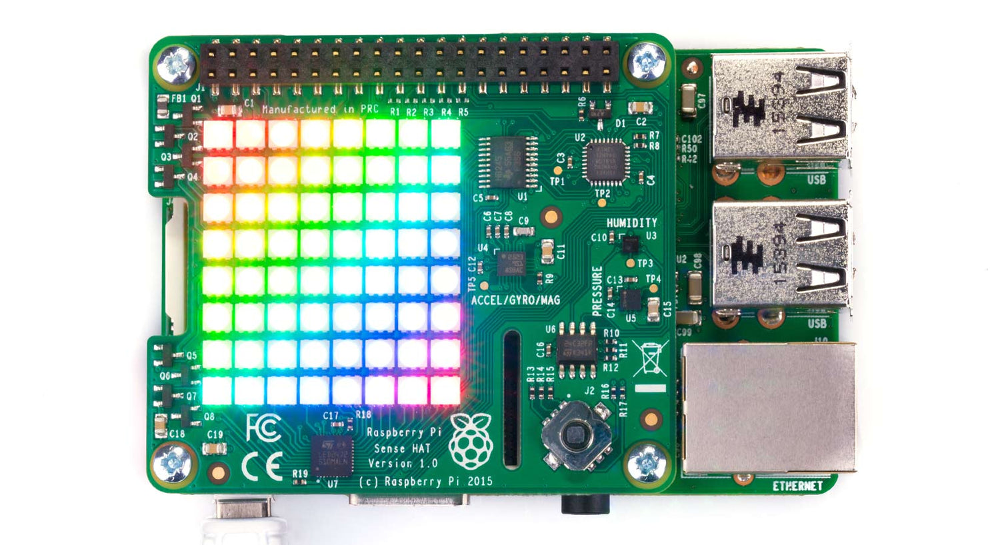 J1
FB1 Q1
C1
Manufactured in PRC
R1 R2 R3 R4 R5
R6
D1
C2
Q2
Q3
Q4
U2
R7
R8
C3
TP1
C4
TP2
C5
U1
C6 C7 C8 C9
HUMIDITY
C10
U3
TP3
U4
C11
C12
TP5
R9
ACCEL/GYRO/MAG
PRESSURE
C13
TP4
C14
U5
C15
U6
24C32FP
K341R
C16
R10
R11
R12
R13
R14
R15
R16
R17
J2
Q5
Q6
Q7
Q8
C18
C19
FCC
CE
C17
R18
R19
U7
Raspberry Pi
Sense HAT
Version 1.0
(c) Raspberry Pi 2015
C97
15394
C102
R50
R42
USB
U2
C98
15394
C99
USB
J10
ETHERNET